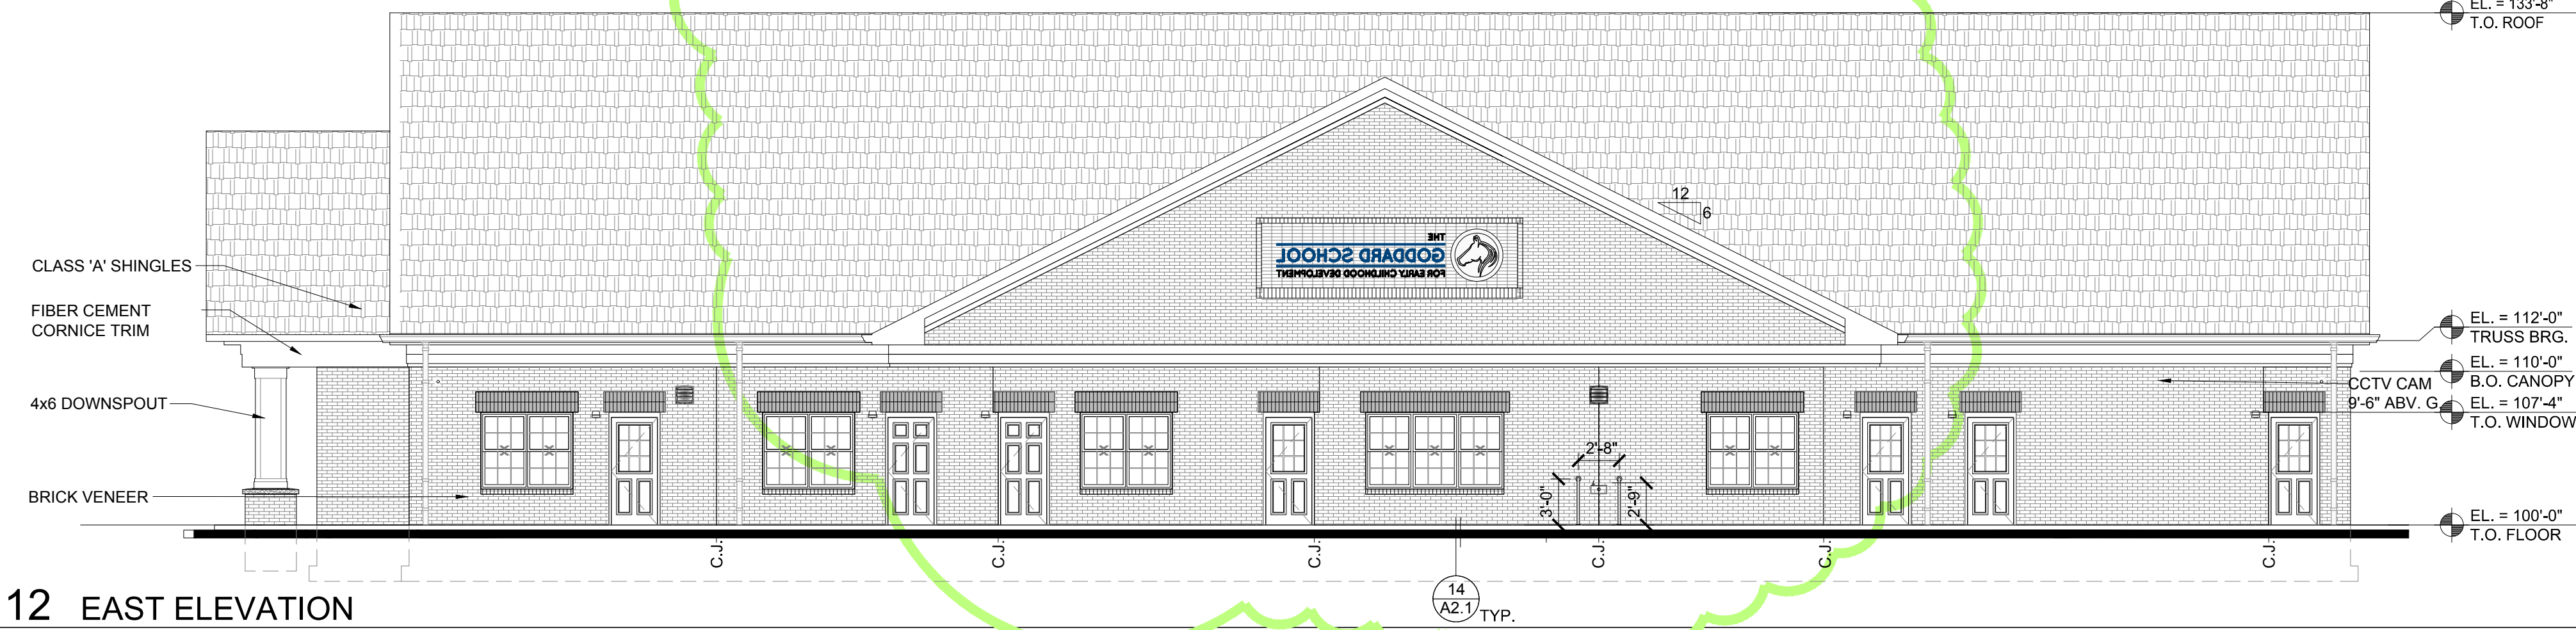 EL. = 133'-8"
T.O. ROOF
12
6
THE
GODDARD SCHOOL
FOR EARLY CHILDHOOD DEVELOPMENT
CLASS 'A' SHINGLES
FIBER CEMENT
CORNICE TRIM
EL. = 112'-0"
TRUSS BRG.
EL. = 110'-0"
B.O. CANOPY
CCTV CAM
9'-6" ABV. G.
EL. = 107'-4"
T.O. WINDOW
4x6 DOWNSPOUT
2'-8"
3'-0"
2'-9"
BRICK VENEER
EL. = 100'-0"
T.O. FLOOR
C.J.
C.J.
C.J.
C.J.
C.J.
C.J.
14
A2.1
TYP.
12 EAST ELEVATION